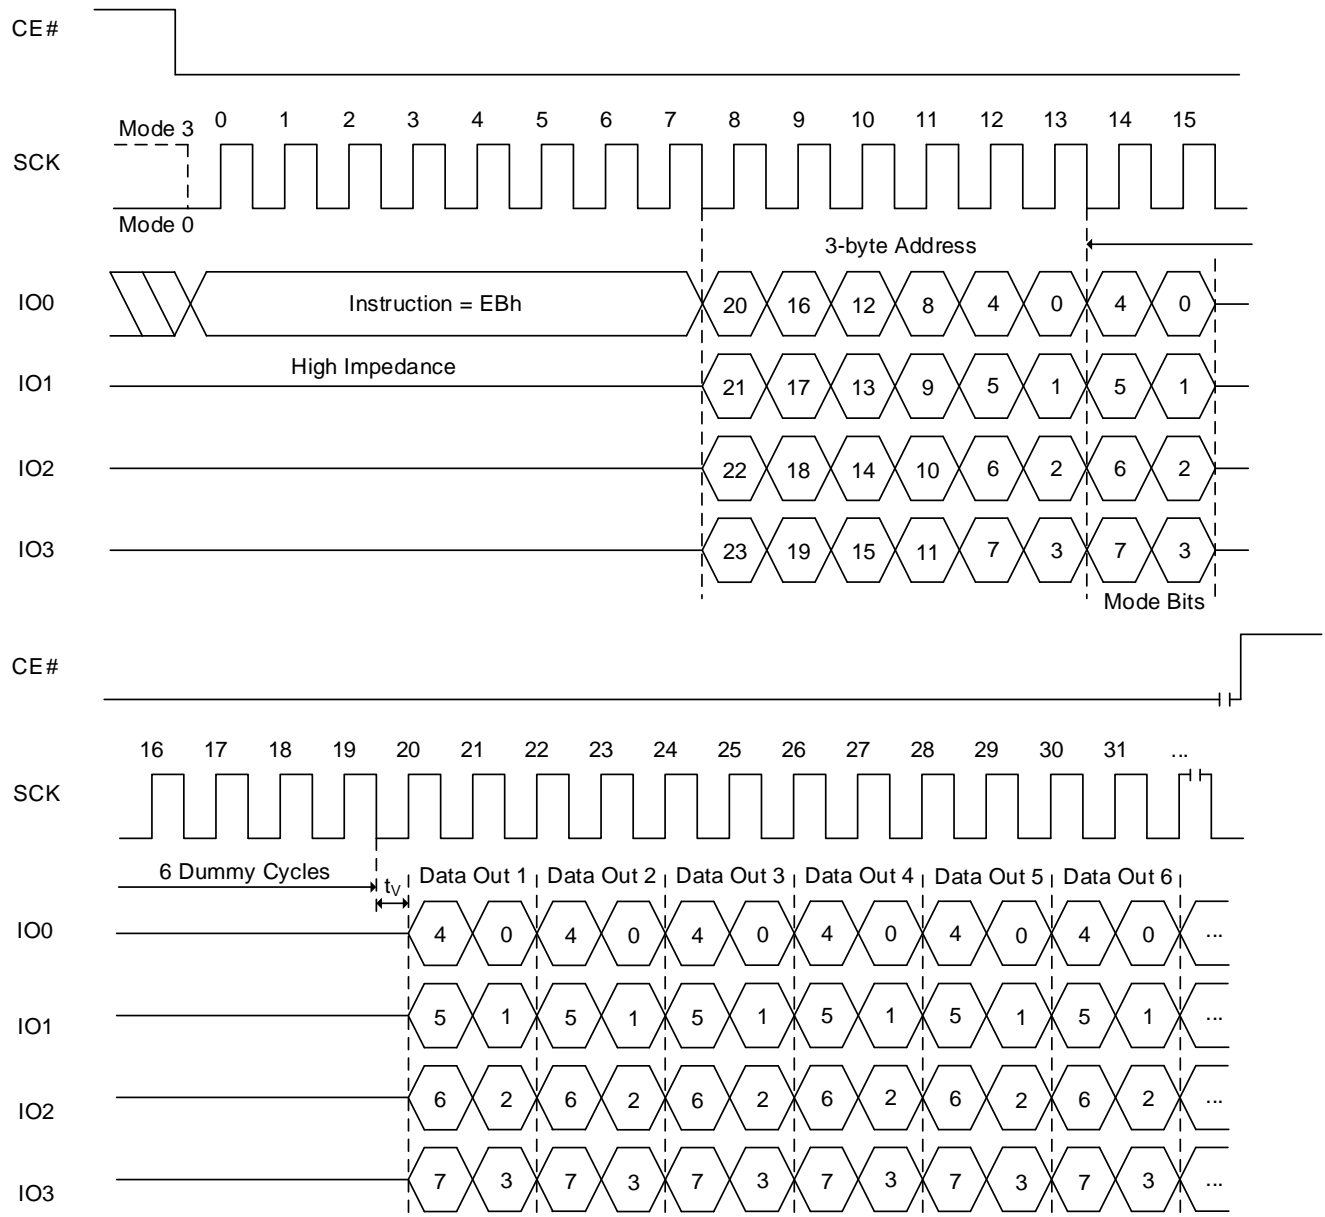 CE#
Mode 3 0 1 2 3 4 5 6 7 8 9 10 11 12 13 14 15
SCK
Mode 0
3-byte Address
IO0 Instruction = EBh 20 16 12 8 4 0 4 0
High Impedance
IO1 21 17 13 9 5 1 5 1
IO2 22 18 14 10 6 2 6 2
IO3 23 19 15 11 7 3 7 3
Mode Bits
CE#
16 17 18 19 20 21 22 23 24 25 26 27 28 29 30 31 ...
SCK
6 Dummy Cycles tV Data Out 1 Data Out 2 Data Out 3 Data Out 4 Data Out 5 Data Out 6
IO0 4 0 4 0 4 0 4 0 4 0 4 0 ...
IO1 5 1 5 1 5 1 5 1 5 1 5 1 ...
IO2 6 2 6 2 6 2 6 2 6 2 6 2 ...
IO3 7 3 7 3 7 3 7 3 7 3 7 3 ...